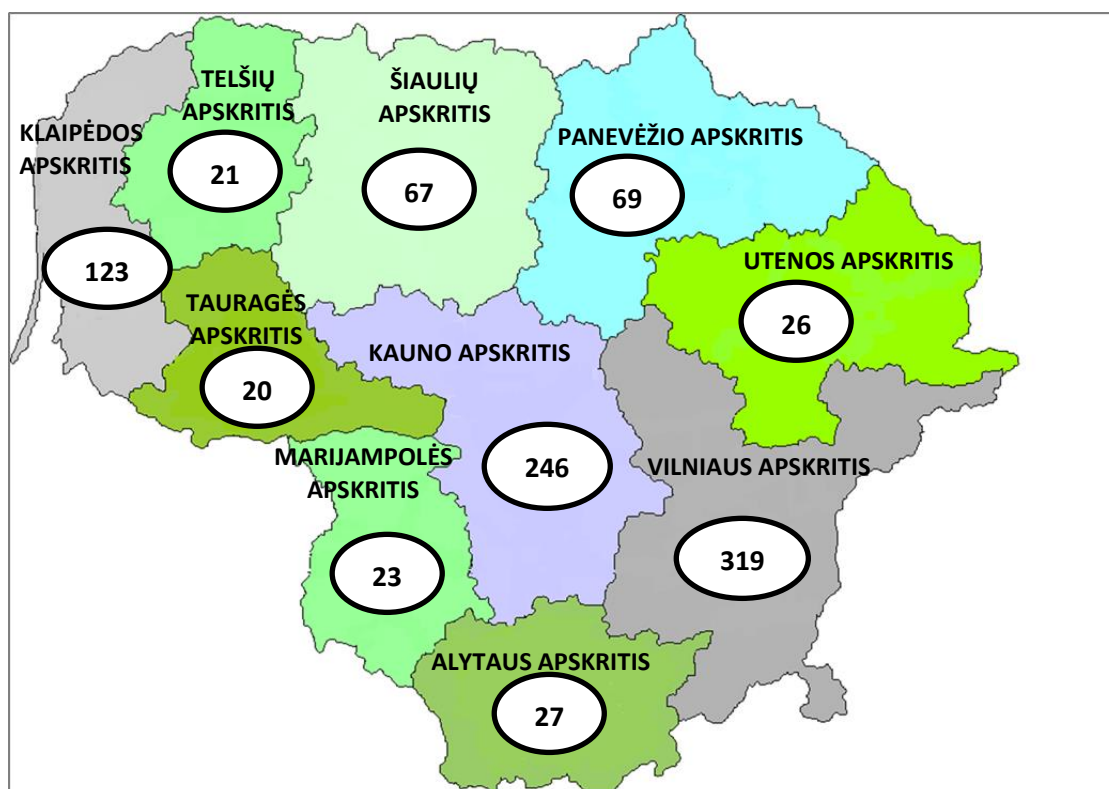 TELŠIŲ
APSKRITIS
21
ŠIAULIŲ
APSKRITIS
67
KLAIPĖDOS
APSKRITIS
123
PANEVĖŽIO APSKRITIS
69
UTENOS APSKRITIS
26
TAURAGĖS
APSKRITIS
20
KAUNO APSKRITIS
246
MARIJAMPOLĖS
APSKRITIS
23
VILNIAUS APSKRITIS
319
ALYTAUS APSKRITIS
27